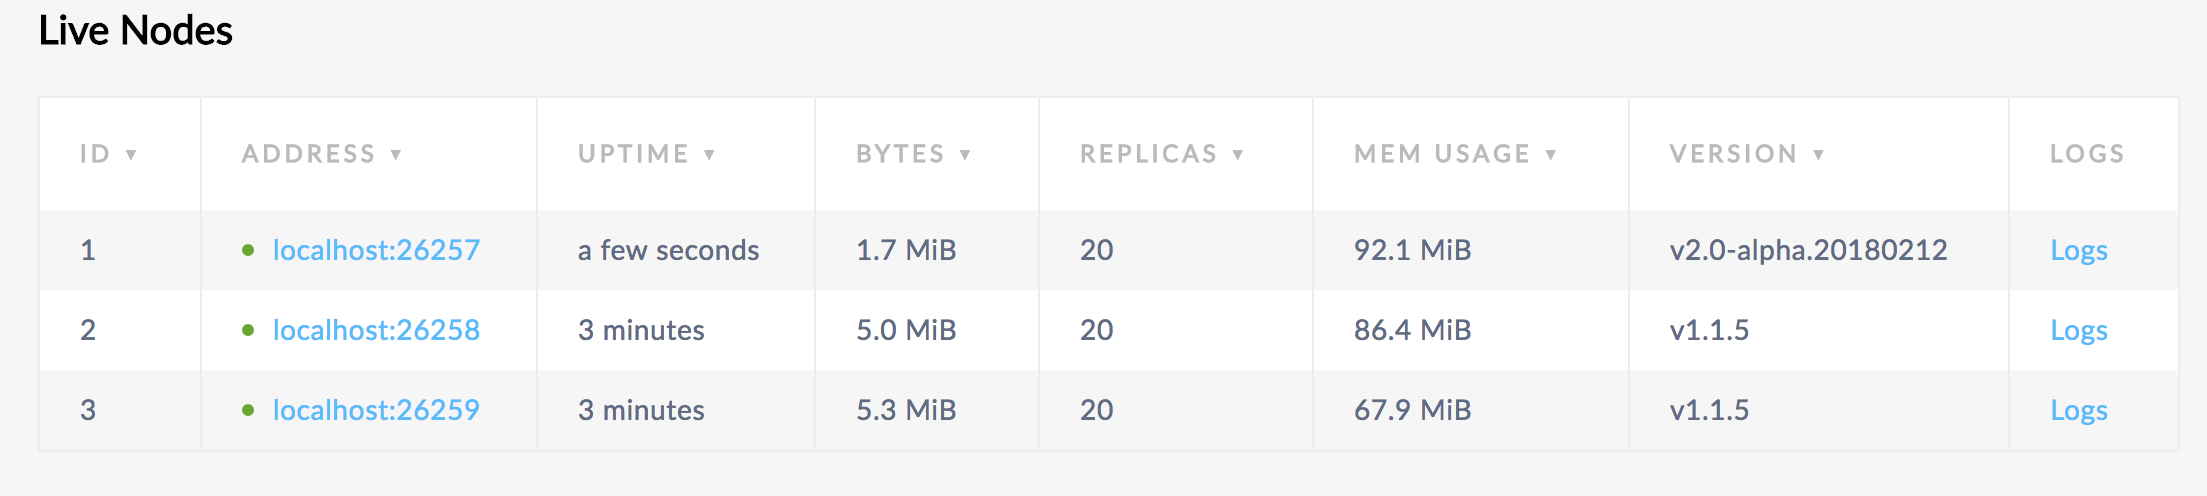 Live Nodes
ID ▼ ADDRESS ▼ UPTIME ▼ BYTES ▼ REPLICAS ▼ MEM USAGE ▼ VERSION ▼ LOGS
1 localhost:26257 a few seconds 1.7 MiB 20 92.1 MiB v2.0-alpha.20180212 Logs
2 localhost:26258 3 minutes 5.0 MiB 20 86.4 MiB v1.1.5 Logs
3 localhost:26259 3 minutes 5.3 MiB 20 67.9 MiB v1.1.5 Logs